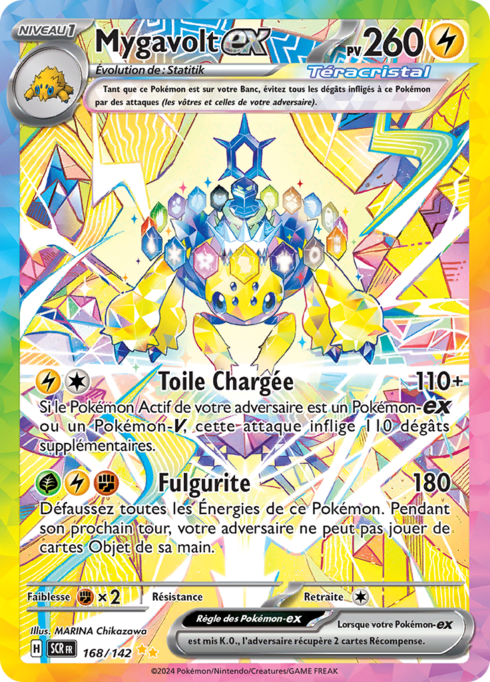 NIVEAU 1
Mygavolt ex PV 260
Évolution de : Statitik
Téracristal
Tant que ce Pokémon est sur votre Banc, évitez tous les dégâts infligés à ce Pokémon
par des attaques (les vôtres et celles de votre adversaire).
Toile Chargée 110+
Si le Pokémon Actif de votre adversaire est un Pokémon-ex
ou un Pokémon-V, cette attaque inflige 110 dégâts
supplémentaires.
Fulgurite 180
Défaussez toutes les Énergies de ce Pokémon. Pendant
son prochain tour, votre adversaire ne peut pas jouer de
cartes Objet de sa main.
Faiblesse ×2 Résistance Retraite
Illus. MARINA Chikazawa
H SCR FR 168/142
Règle des Pokémon-ex Lorsque votre Pokémon-ex
est mis K.O., l'adversaire récupère 2 cartes Récompense.
©2024 Pokémon/Nintendo/Creatures/GAME FREAK